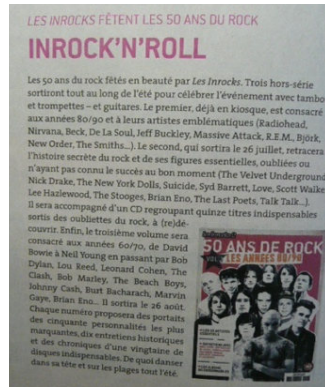 LES INROCKS FÊTENT LES 50 ANS DU ROCK
INROCK'N'ROLL
Les 50 ans du rock fêtés en beauté par Les Inrocks. Trois hors-série
sortiront tout au long de l'été pour célébrer l'événement avec tambo
et trompettes – et guitares. Le premier, déjà en kiosque, est consacré
aux années 80/90 et à leurs artistes emblématiques (Radiohead,
Nirvana, Beck, De La Soul, Jeff Buckley, Massive Attack, R.E.M., Björk,
New Order, The Smiths...). Le second, qui sortira le 26 juillet, retracera
l'histoire secrète du rock et de ses figures essentielles, oubliées ou
n'ayant pas connu le succès au bon moment (The Velvet Underground
Nick Drake, The New York Dolls, Suicide, Syd Barrett, Love, Scott Walke
Lee Hazlewood, The Stooges, Brian Eno, The Last Poets, Talk Talk...).
Il sera accompagné d'un CD regroupant quinze titres indispensables
sortis des oubliettes du rock, à (re)dé-
couvrir. Enfin, le troisième volume sera
consacré aux années 60/70, de David
Bowie à Neil Young en passant par Bob
Dylan, Lou Reed, Leonard Cohen, The
Clash, Bob Marley, The Beach Boys,
Johnny Cash, Burt Bacharach, Marvin
Gaye, Brian Eno... Il sortira le 26 août.
Chaque numéro proposera des portraits
des cinquante personnalités les plus
marquantes, dix entretiens historiques
et des chroniques d'une vingtaine de
disques indispensables. De quoi danser
dans sa tête et sur les plages tout l'été.
50 ANS DE ROCK
LES ANNÉES 80/90